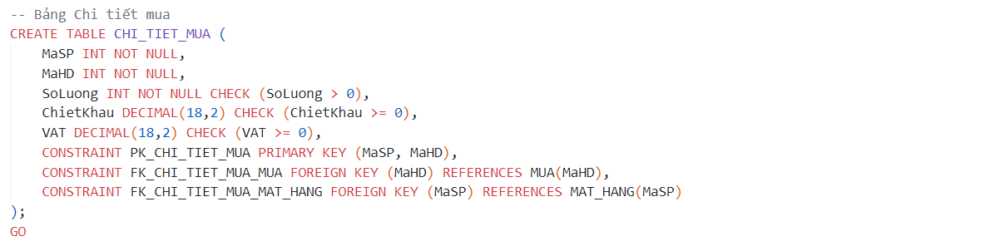 -- Bảng Chi tiết mua
CREATE TABLE CHI_TIET_MUA (
    MaSP INT NOT NULL,
    MaHD INT NOT NULL,
    SoLuong INT NOT NULL CHECK (SoLuong > 0),
    ChietKhau DECIMAL(18,2) CHECK (ChietKhau >= 0),
    VAT DECIMAL(18,2) CHECK (VAT >= 0),
    CONSTRAINT PK_CHI_TIET_MUA PRIMARY KEY (MaSP, MaHD),
    CONSTRAINT FK_CHI_TIET_MUA_MUA FOREIGN KEY (MaHD) REFERENCES MUA(MaHD),
    CONSTRAINT FK_CHI_TIET_MUA_MAT_HANG FOREIGN KEY (MaSP) REFERENCES MAT_HANG(MaSP)
);
GO